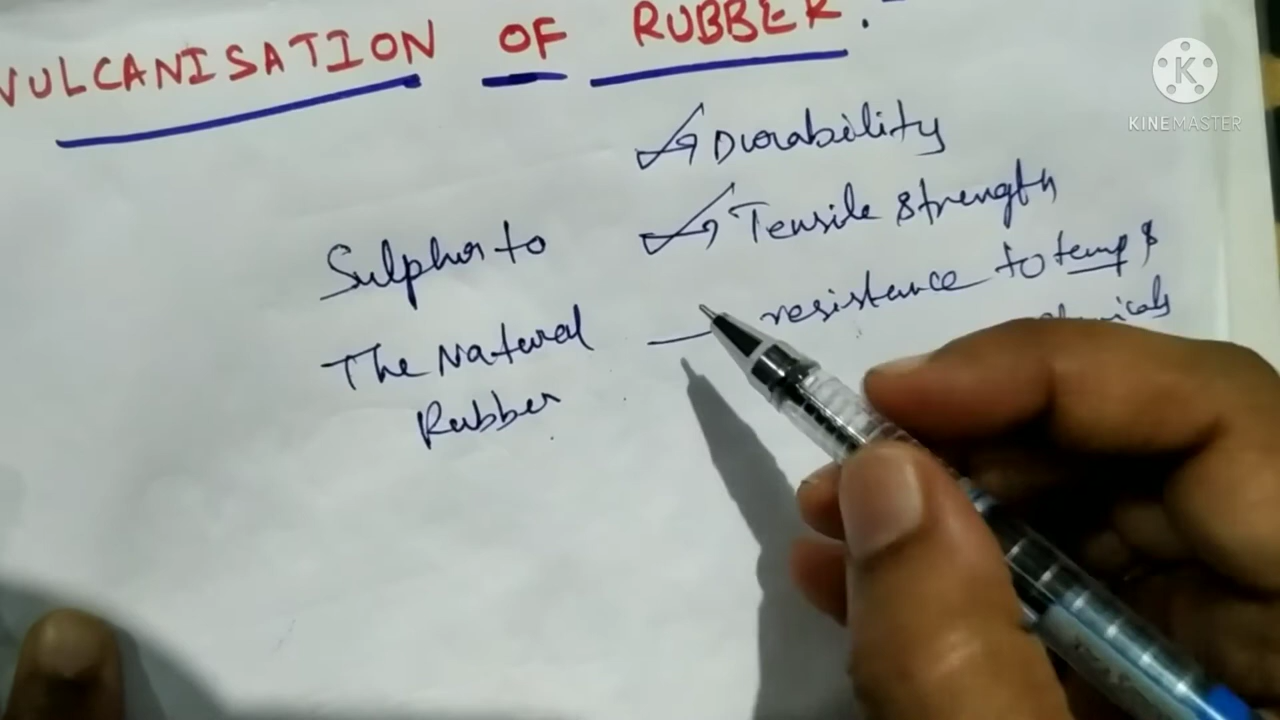 VULCANISATION OF RUBBER.
KINEMASTER
Durability
Tensile strength
Sulphur to
resistance to temp &
The Natural
Rubber